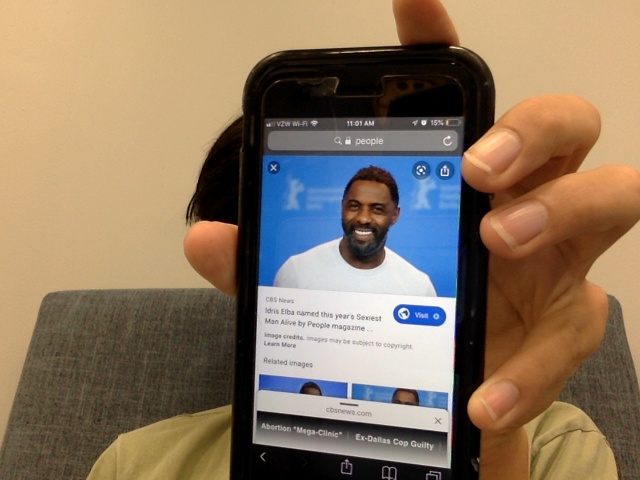 VZW Wi-Fi 11:01 AM 15%
people
CBS News
Idris Elba named this year's Sexiest
Man Alive by People magazine ...
Visit
Image credits. Images may be subject to copyright.
Learn More
Related images
cbsnews.com
Abortion "Mega-Clinic" | Ex-Dallas Cop Guilty